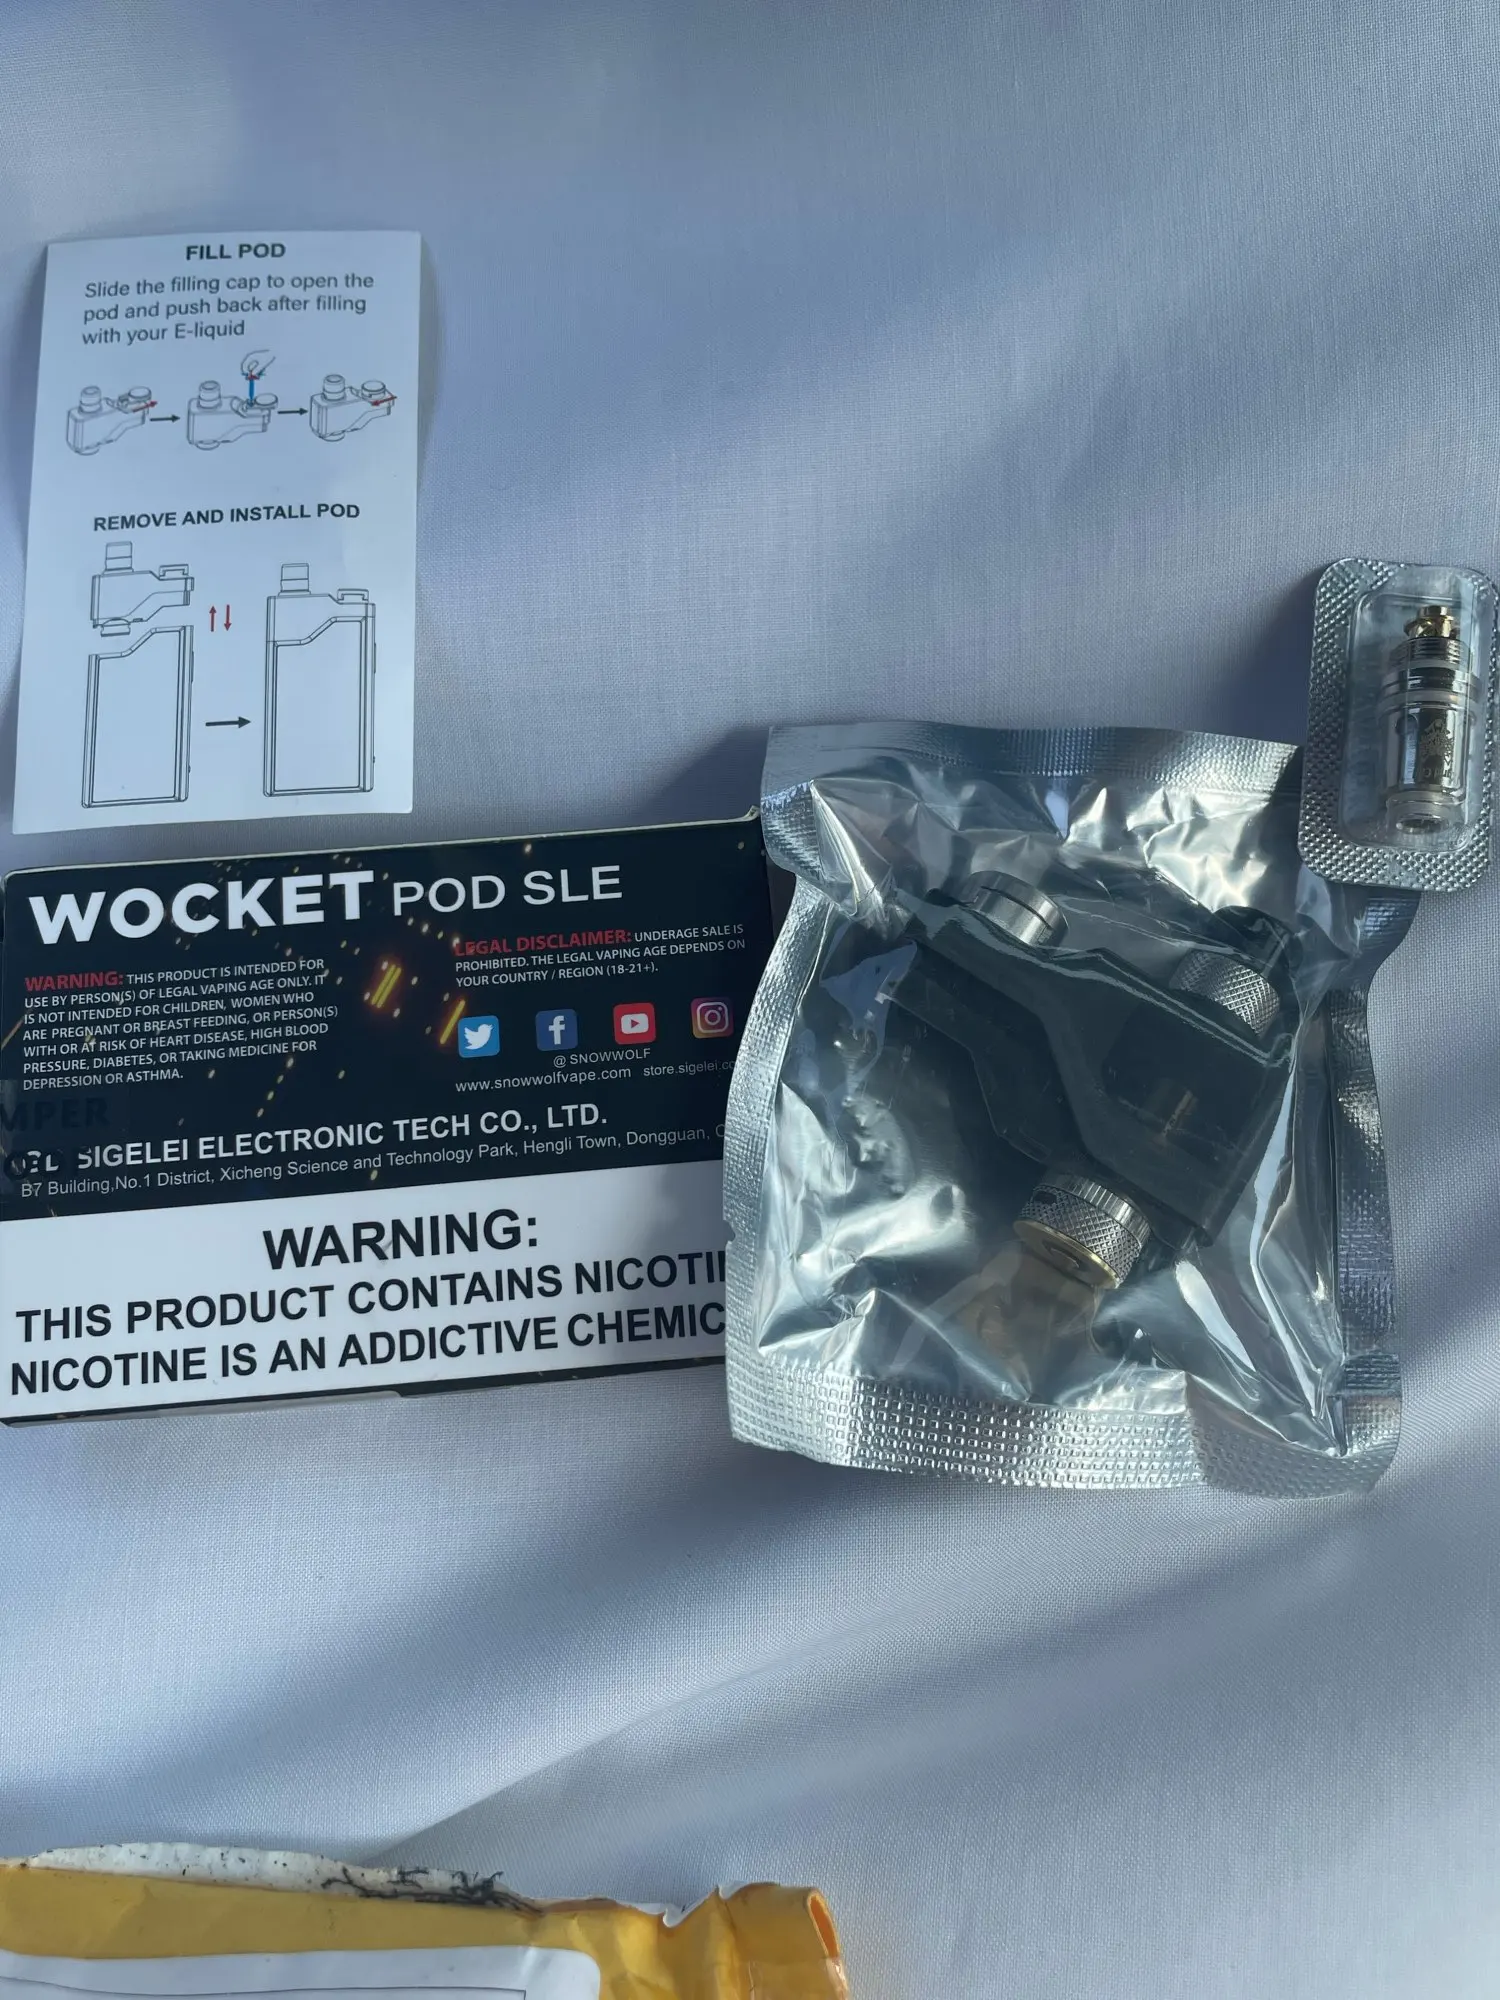 FILL POD
Slide the filling cap to open the
pod and push back after filling
with your E-liquid
REMOVE AND INSTALL POD
WOCKET POD SLE
WARNING: THIS PRODUCT IS INTENDED FOR
USE BY PERSON(S) OF LEGAL VAPING AGE ONLY. IT
IS NOT INTENDED FOR CHILDREN, WOMEN WHO
ARE PREGNANT OR BREAST FEEDING, OR PERSON(S)
WITH OR AT RISK OF HEART DISEASE, HIGH BLOOD
PRESSURE, DIABETES, OR TAKING MEDICINE FOR
DEPRESSION OR ASTHMA.
LEGAL DISCLAIMER: UNDERAGE SALE IS
PROHIBITED. THE LEGAL VAPING AGE DEPENDS ON
YOUR COUNTRY / REGION (18-21+).
@SNOWWOLF
www.snowwolfvape.com store.sigelei.co
MPER
SIGELEI ELECTRONIC TECH CO., LTD.
B7 Building,No.1 District, Xicheng Science and Technology Park, Hengli Town, Dongguan, C
WARNING:
THIS PRODUCT CONTAINS NICOTI
NICOTINE IS AN ADDICTIVE CHEMIC